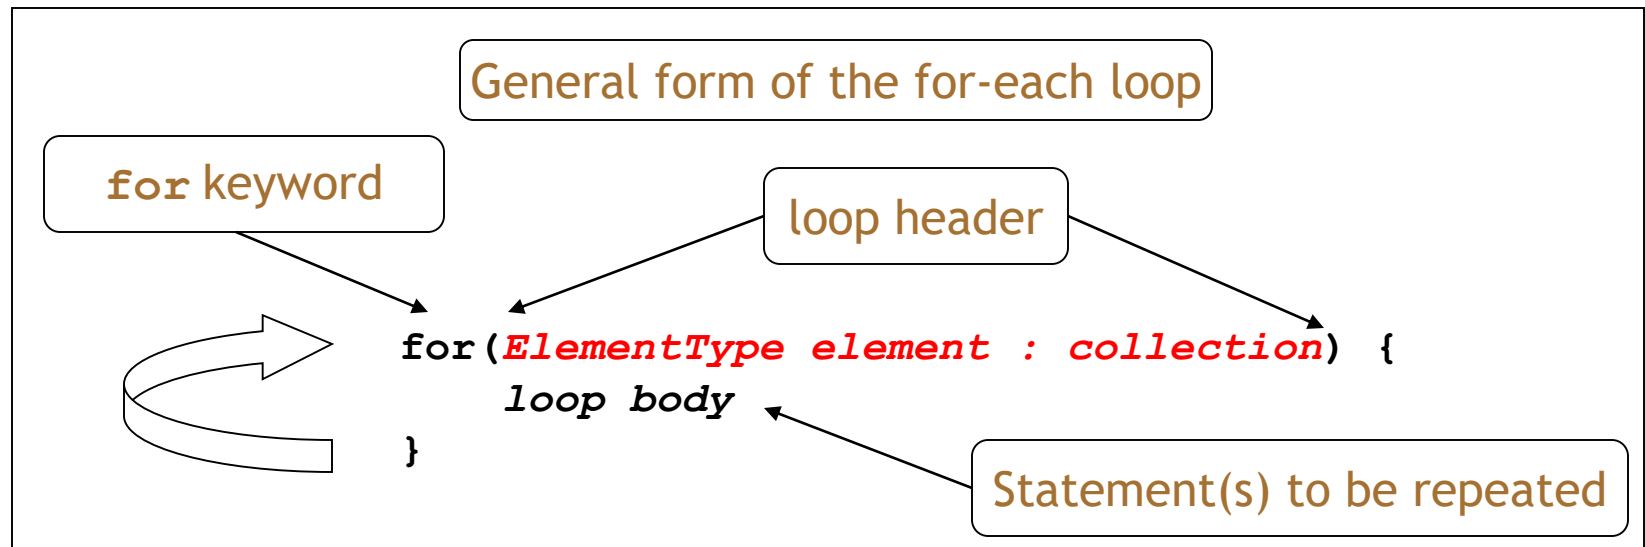 General form of the for-each loop
for keyword
loop header
for(ElementType element : collection) {
loop body
}
Statement(s) to be repeated